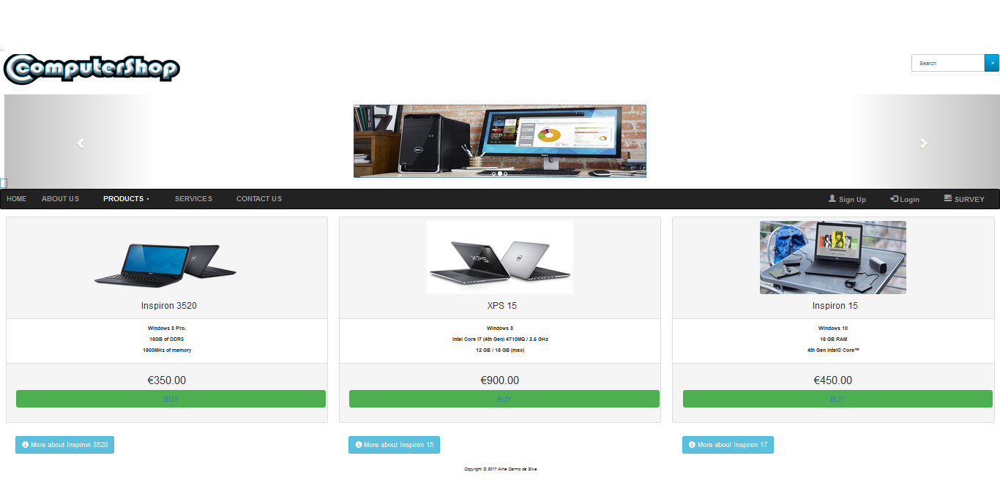 ComputerShop
Search
>
HOME ABOUT US PRODUCTS SERVICES CONTACT US Sign Up Login SURVEY
XPS
Inspiron 3520
XPS 15
Inspiron 15
Windows 8 Pro.
16GB of DDR3
1600MHz of memory
Windows 8
Intel Core i7 (4th Gen) 4710MQ / 2.5 GHz
12 GB / 16 GB (max)
Windows 10
16 GB RAM
4th Gen Intel® Core™
€350.00
BUY
€900.00
BUY
€450.00
BUY
More about Inspiron 3520
More about Inspiron 15
More about Inspiron 17
Copyright © 2017 Aline Carmo da Silva